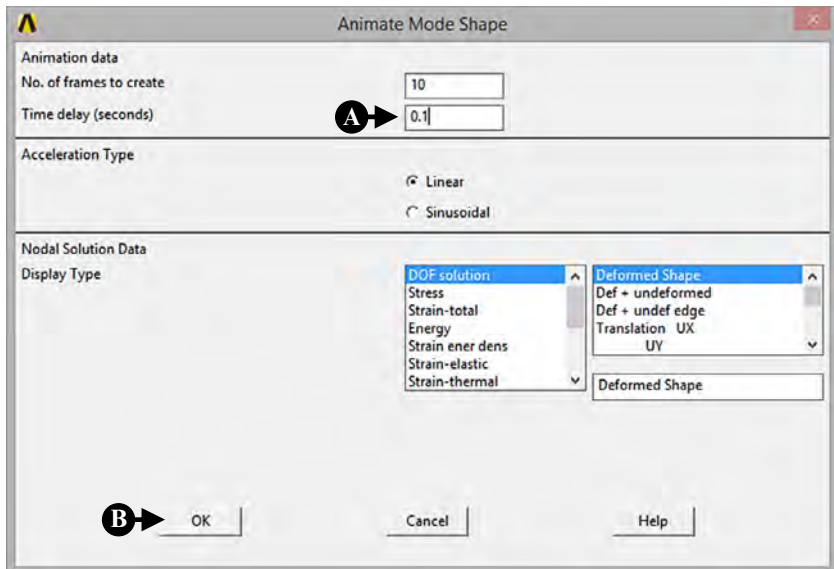 Animate Mode Shape
Animation data
No. of frames to create
10
Time delay (seconds)
A
0.1
Acceleration Type
Linear
Sinusoidal
Nodal Solution Data
Display Type
DOF solution
Stress
Strain-total
Energy
Strain ener dens
Strain-elastic
Strain-thermal
Deformed Shape
Def + undeformed
Def + undef edge
Translation UX
UY
Deformed Shape
B
OK
Cancel
Help